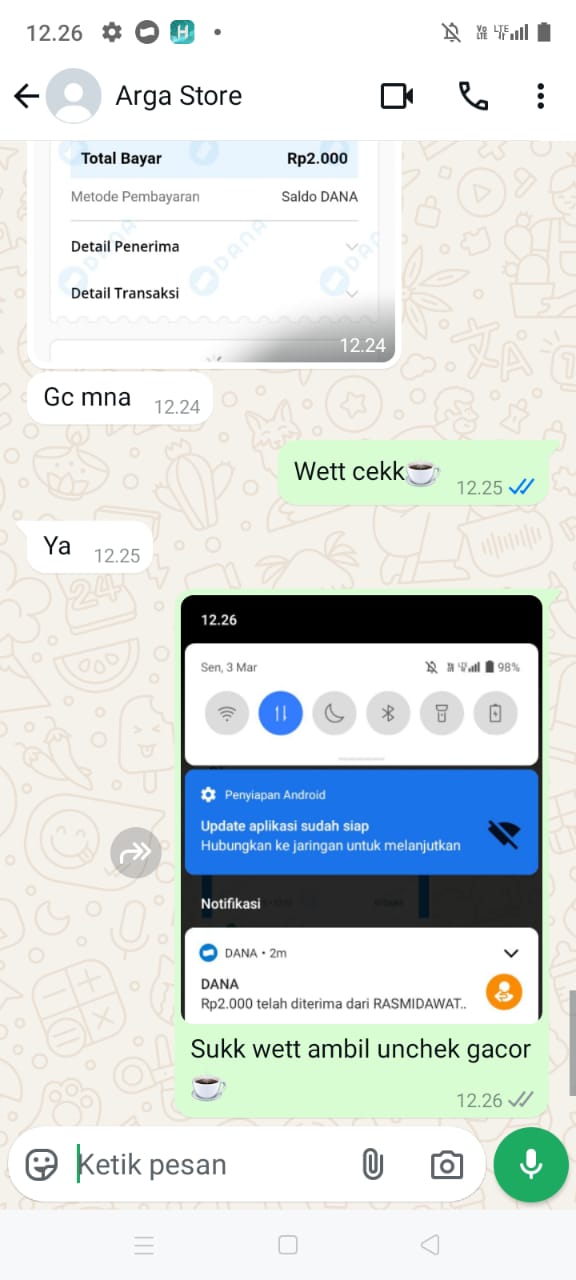 12.26
Arga Store
Total Bayar Rp2.000
Metode Pembayaran Saldo DANA
Detail Penerima
Detail Transaksi
12.24
Gc mna 12.24
Wett cekk☕ 12.25
Ya 12.25
12.26
Sen, 3 Mar 98%
Penyiapan Android
Update aplikasi sudah siap
Hubungkan ke jaringan untuk melanjutkan
Notifikasi
DANA • 2m
DANA
Rp2.000 telah diterima dari RASMIDAWAT..
Sukk wett ambil unchek gacor
☕ 12.26
Ketik pesan